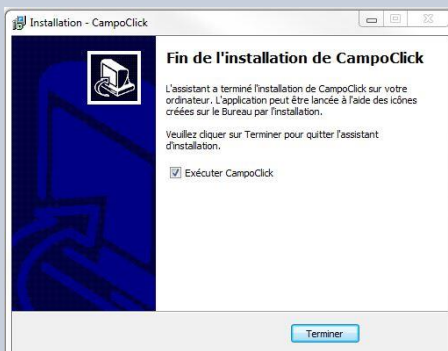 Installation - CampoClick
Fin de l'installation de CampoClick
L'assistant a terminé l'installation de CampoClick sur votre
ordinateur. L'application peut être lancée à l'aide des icônes
créées sur le Bureau par l'installation.
Veuillez cliquer sur Terminer pour quitter l'assistant
d'installation.
Exécuter CampoClick
Terminer